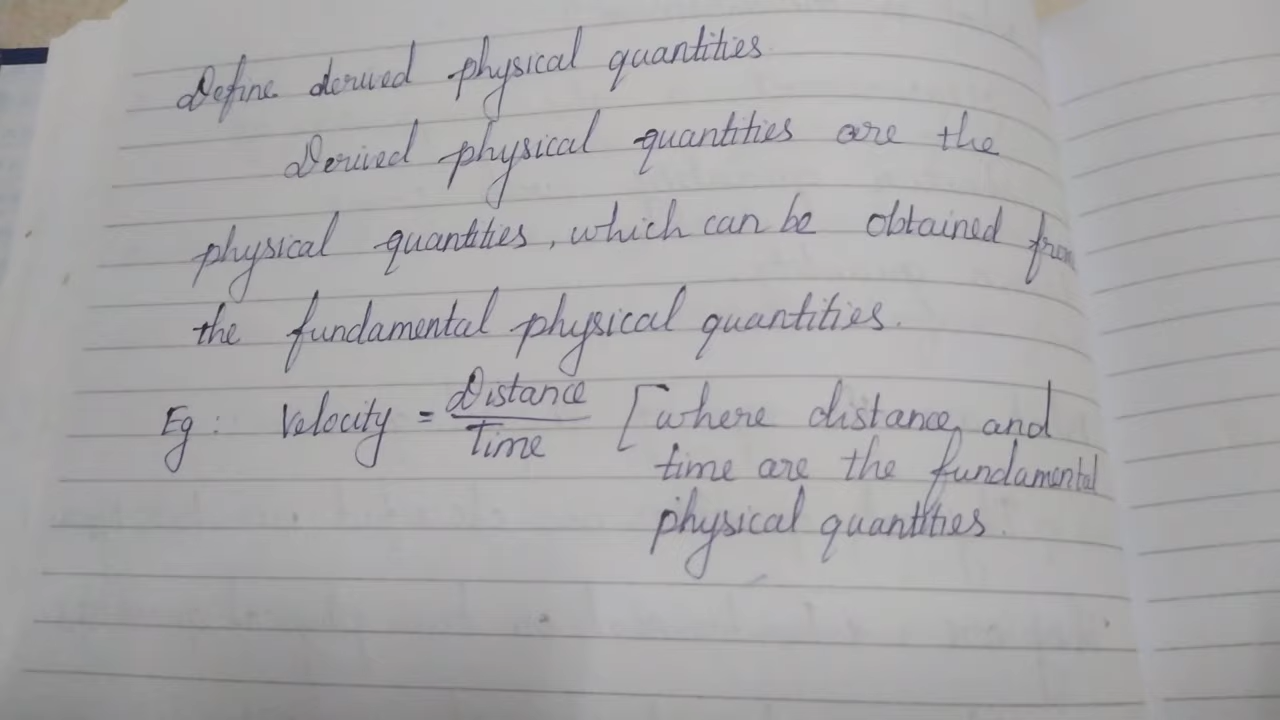 Define derived physical quantities.
Derived physical quantities are the
physical quantities, which can be obtained from
the fundamental physical quantities.
Eg : Velocity = Distance / Time [where distance, and
time are the fundamental
physical quantities.